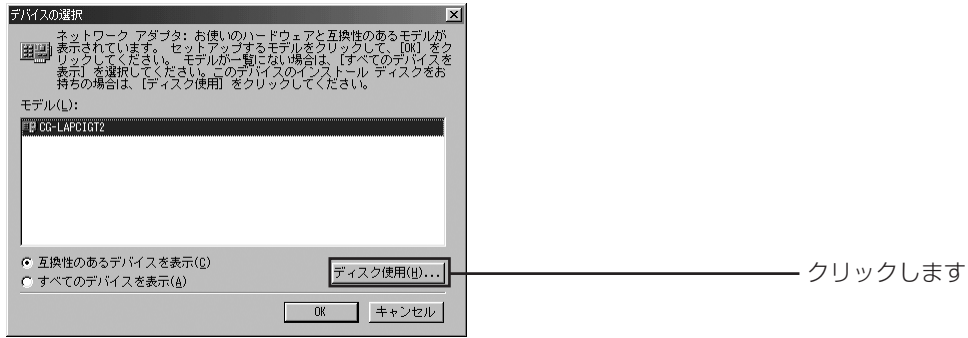 デバイスの選択
ネットワーク アダプタ: お使いのハードウェアと互換性のあるモデルが
表示されています。 セットアップするモデルをクリックして、[OK] をク
リックしてください。 モデルが一覧にない場合は、[すべてのデバイスを
表示] を選択してください。このデバイスのインストール ディスクをお
持ちの場合は、[ディスク使用] をクリックしてください。
モデル(L):
CG-LAPCIGT2
互換性のあるデバイスを表示(C)
すべてのデバイスを表示(A)
ディスク使用(H)...
クリックします
OK
キャンセル